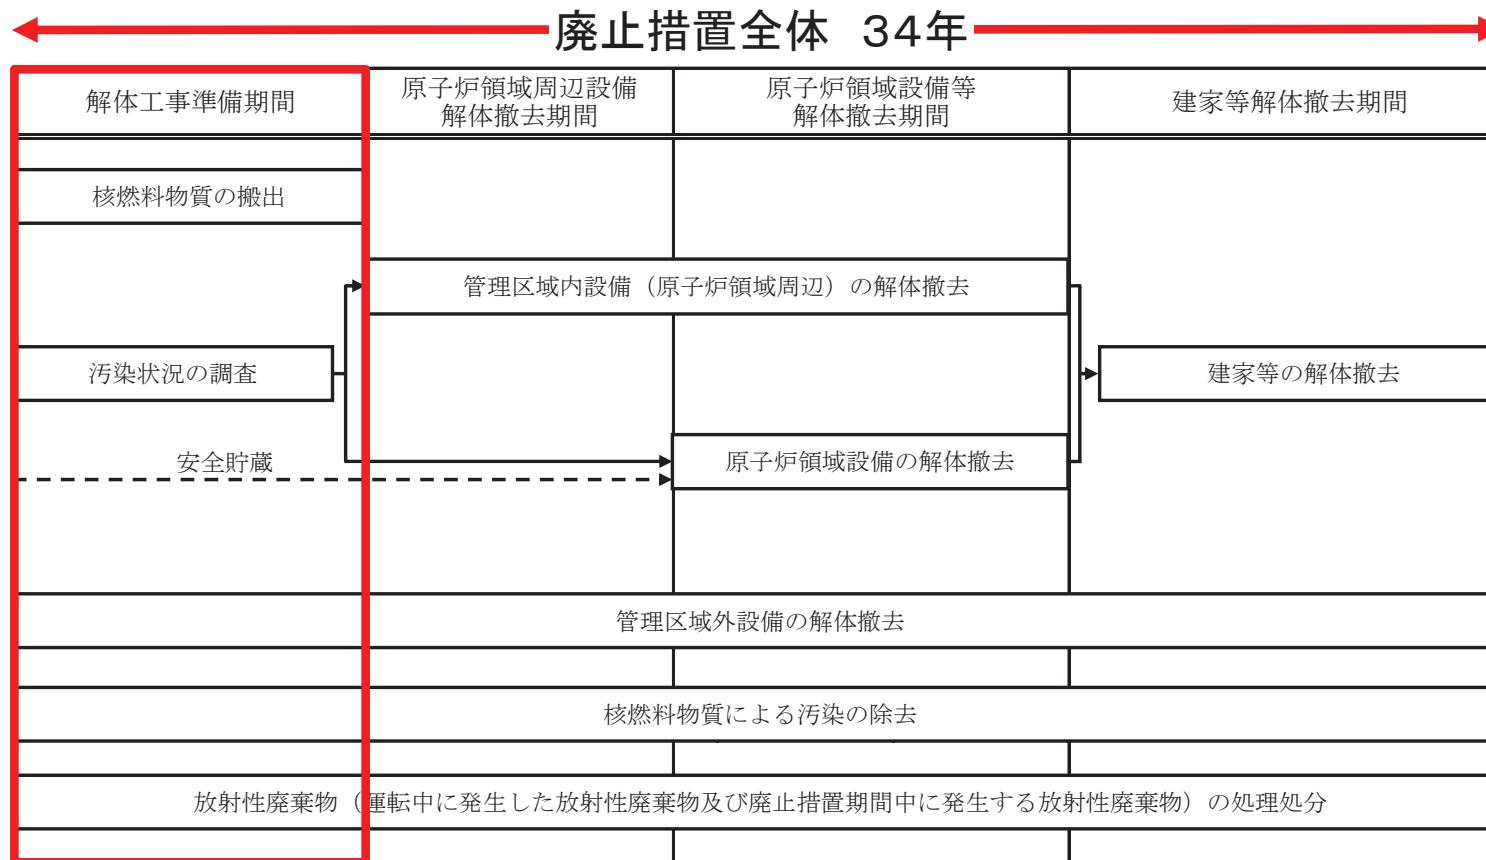 廃止措置全体　34年
解体工事準備期間
原子炉領域周辺設備
解体撤去期間
原子炉領域設備等
解体撤去期間
建家等解体撤去期間
核燃料物質の搬出
管理区域内設備（原子炉領域周辺）の解体撤去
汚染状況の調査
建家等の解体撤去
安全貯蔵
原子炉領域設備の解体撤去
管理区域外設備の解体撤去
核燃料物質による汚染の除去
放射性廃棄物（運転中に発生した放射性廃棄物及び廃止措置期間中に発生する放射性廃棄物）の処理処分